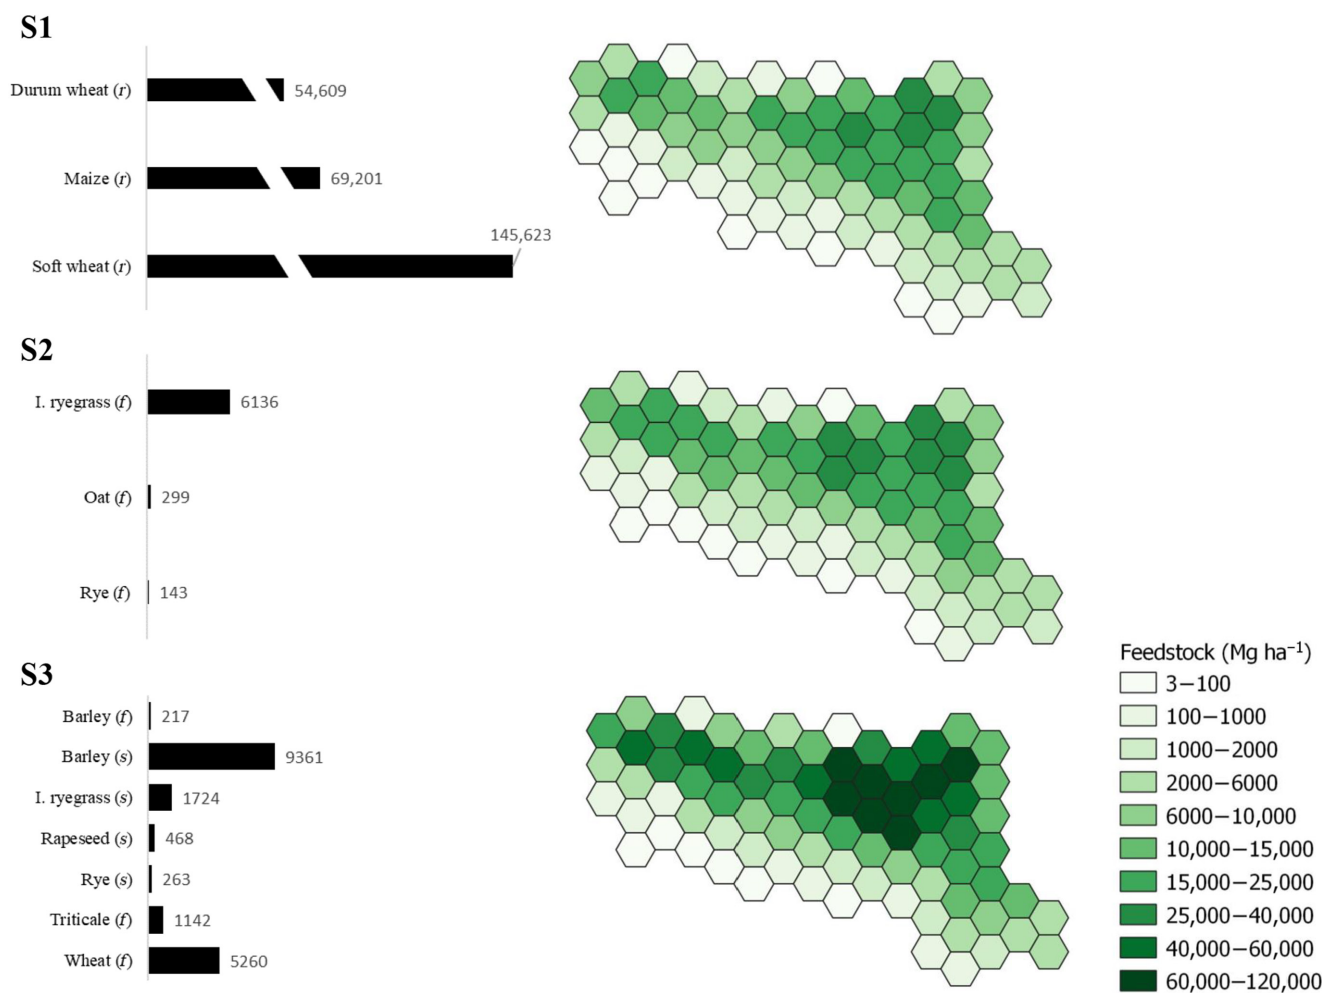 S1
Durum wheat (r)
54,609
Maize (r)
69,201
145,623
Soft wheat (r)
S2
I. ryegrass (f)
6136
Oat (f)
299
Rye (f)
143
S3
Barley (f)
217
Barley (s)
9361
I. ryegrass (s)
1724
Rapeseed (s)
468
Rye (s)
263
Triticale (f)
1142
Wheat (f)
5260
Feedstock (Mg ha⁻¹)
3–100
100–1000
1000–2000
2000–6000
6000–10,000
10,000–15,000
15,000–25,000
25,000–40,000
40,000–60,000
60,000–120,000